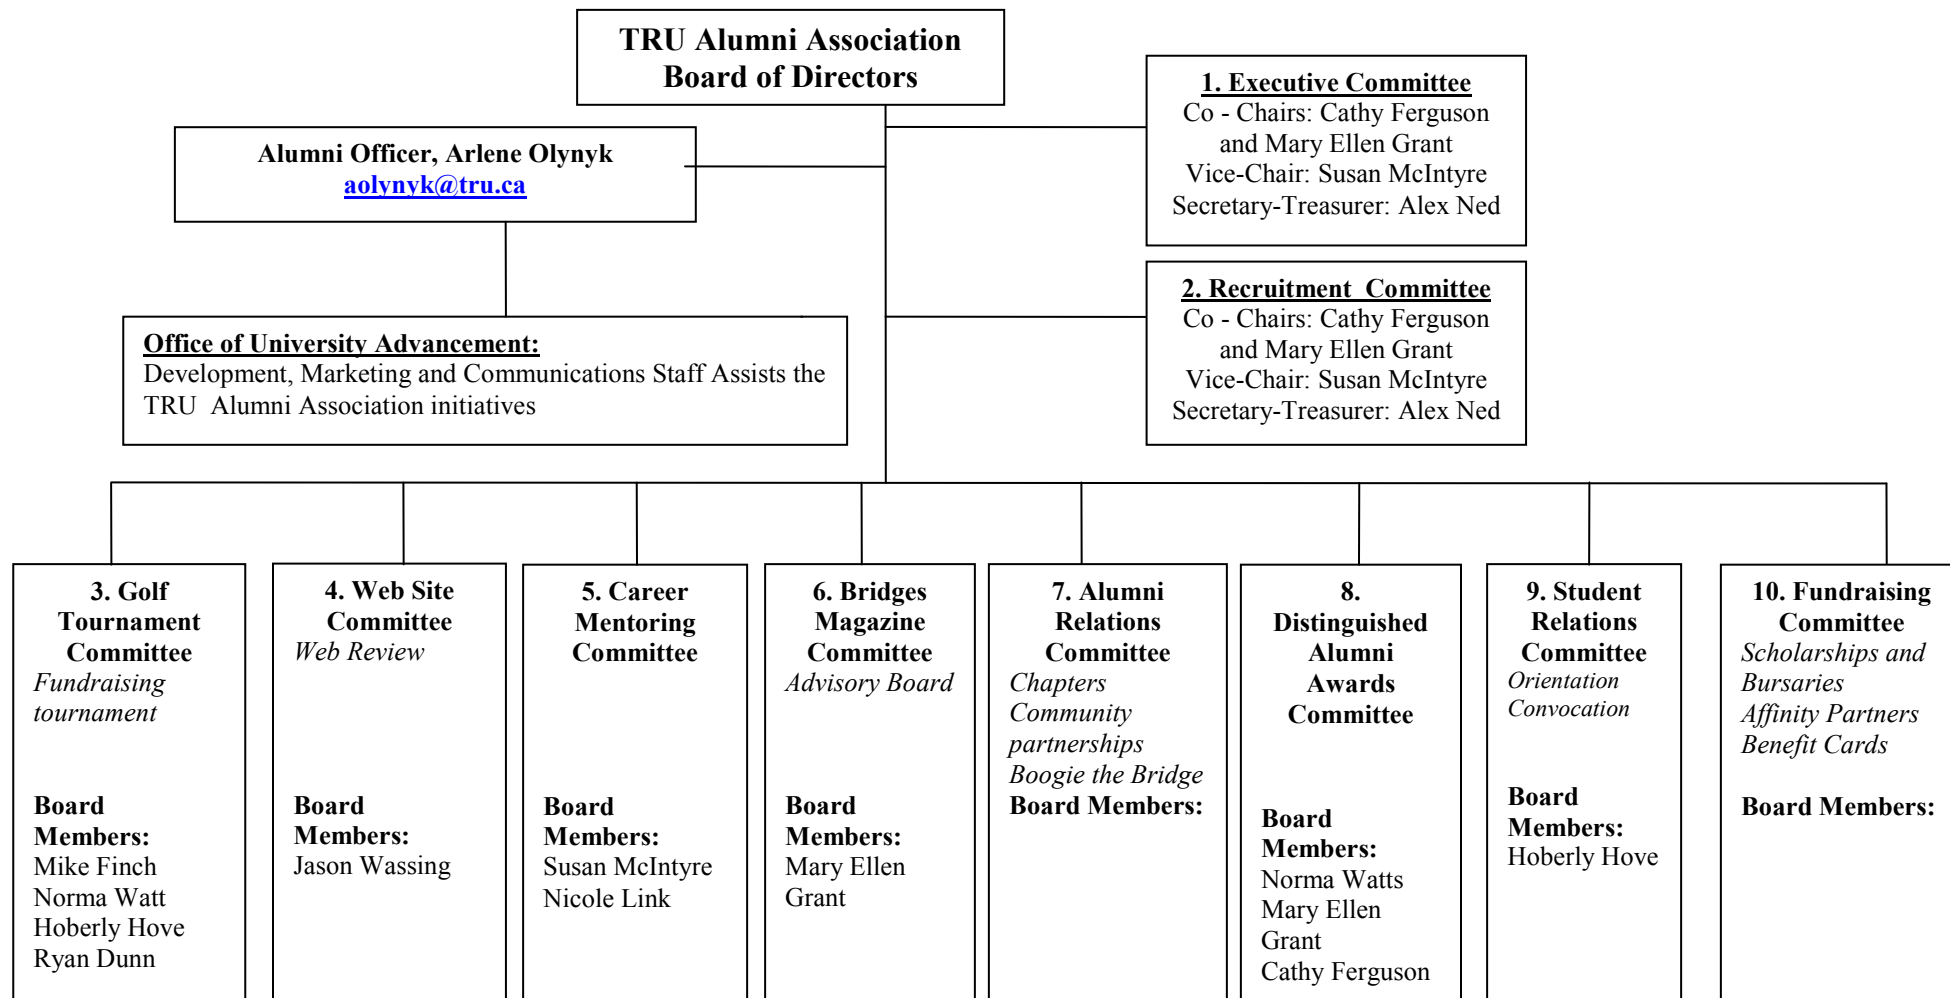 TRU Alumni Association
Board of Directors
1. Executive Committee
Co - Chairs: Cathy Ferguson
and Mary Ellen Grant
Vice-Chair: Susan McIntyre
Secretary-Treasurer: Alex Ned
Alumni Officer, Arlene Olynyk
aolynyk@tru.ca
2. Recruitment  Committee
Co - Chairs: Cathy Ferguson
and Mary Ellen Grant
Vice-Chair: Susan McIntyre
Secretary-Treasurer: Alex Ned
Office of University Advancement:
Development, Marketing and Communications Staff Assists the
TRU  Alumni Association initiatives
3. Golf
Tournament
Committee
Fundraising
tournament
Board
Members:
Mike Finch
Norma Watt
Hoberly Hove
Ryan Dunn
4. Web Site
Committee
Web Review
Board
Members:
Jason Wassing
5. Career
Mentoring
Committee
Board
Members:
Susan McIntyre
Nicole Link
6. Bridges
Magazine
Committee
Advisory Board
Board
Members:
Mary Ellen
Grant
7. Alumni
Relations
Committee
Chapters
Community
partnerships
Boogie the Bridge
Board Members:
8.
Distinguished
Alumni
Awards
Committee
Board
Members:
Norma Watts
Mary Ellen
Grant
Cathy Ferguson
9. Student
Relations
Committee
Orientation
Convocation
Board
Members:
Hoberly Hove
10. Fundraising
Committee
Scholarships and
Bursaries
Affinity Partners
Benefit Cards
Board Members: